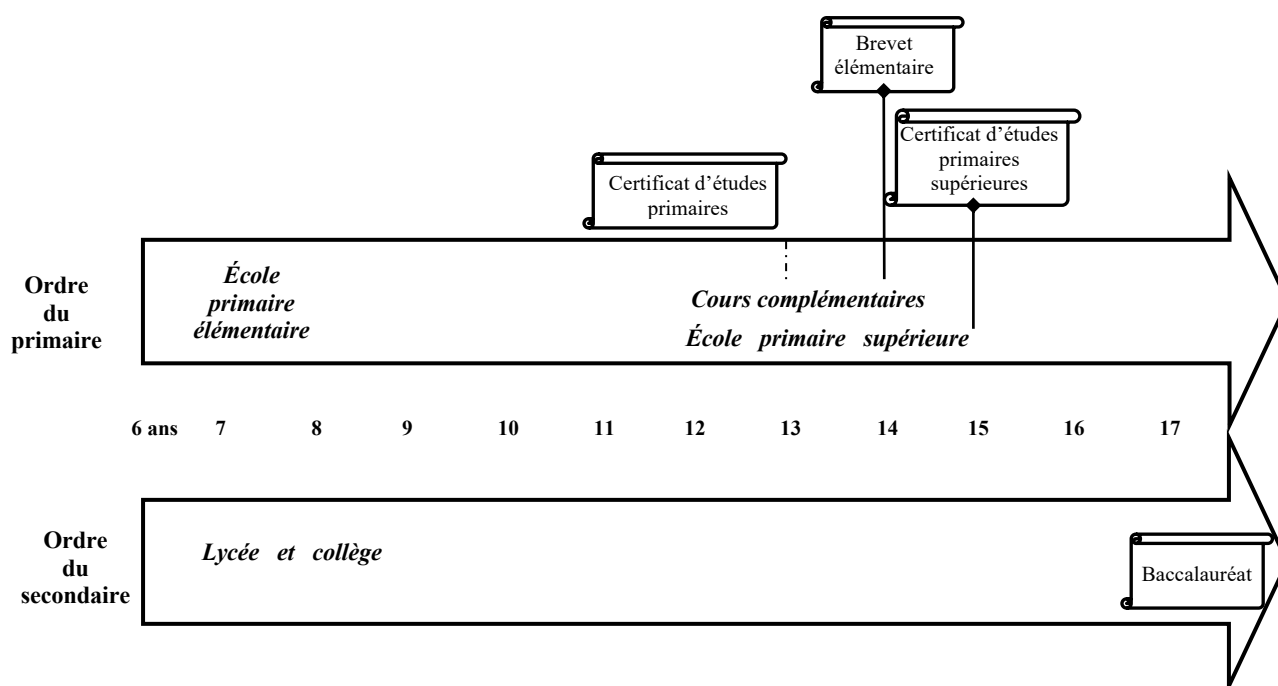 Brevet
élémentaire
Certificat d'études
primaires
supérieures
Certificat d'études
primaires
Ordre
du
primaire
École
primaire
élémentaire
Cours complémentaires
École primaire supérieure
6 ans 7 8 9 10 11 12 13 14 15 16 17
Ordre
du
secondaire
Lycée et collège
Baccalauréat